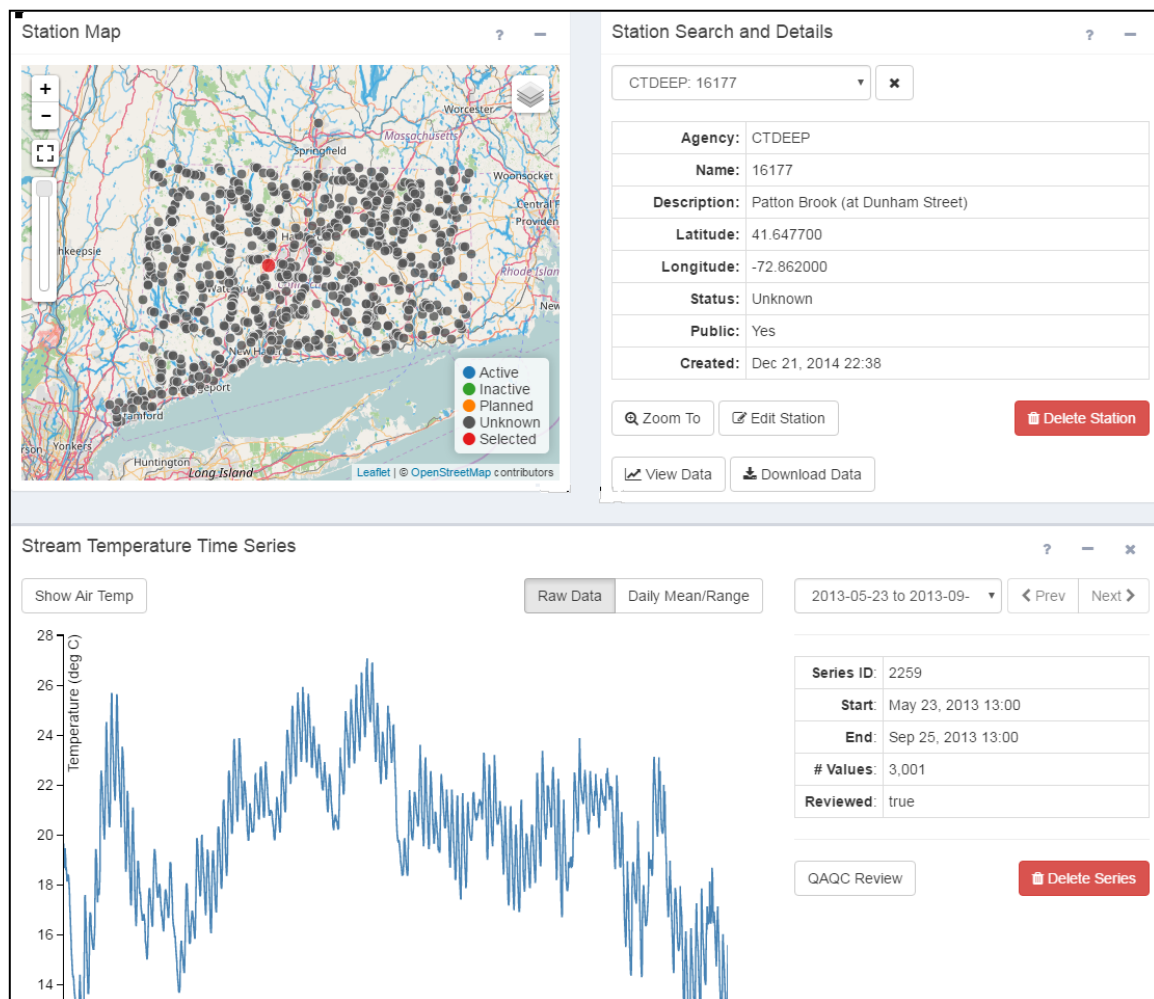 Station Map
?
Worcester
Massachusetts
Springfield
Woonsocket
Central F
Providen
hkeepsie
Rhode Islan
New
New Ha
geport
amford
rson
Yonkers
Huntington
Long Island
Active
Inactive
Planned
Unknown
Selected
Leaflet | © OpenStreetMap contributors
Station Search and Details
?
CTDEEP: 16177
Agency: CTDEEP
Name: 16177
Description: Patton Brook (at Dunham Street)
Latitude: 41.647700
Longitude: -72.862000
Status: Unknown
Public: Yes
Created: Dec 21, 2014 22:38
Zoom To Edit Station Delete Station
View Data Download Data
Stream Temperature Time Series
?
Show Air Temp Raw Data Daily Mean/Range 2013-05-23 to 2013-09- Prev Next
Temperature (deg C)
28
26
24
22
20
18
16
14
Series ID: 2259
Start: May 23, 2013 13:00
End: Sep 25, 2013 13:00
# Values: 3,001
Reviewed: true
QAQC Review Delete Series